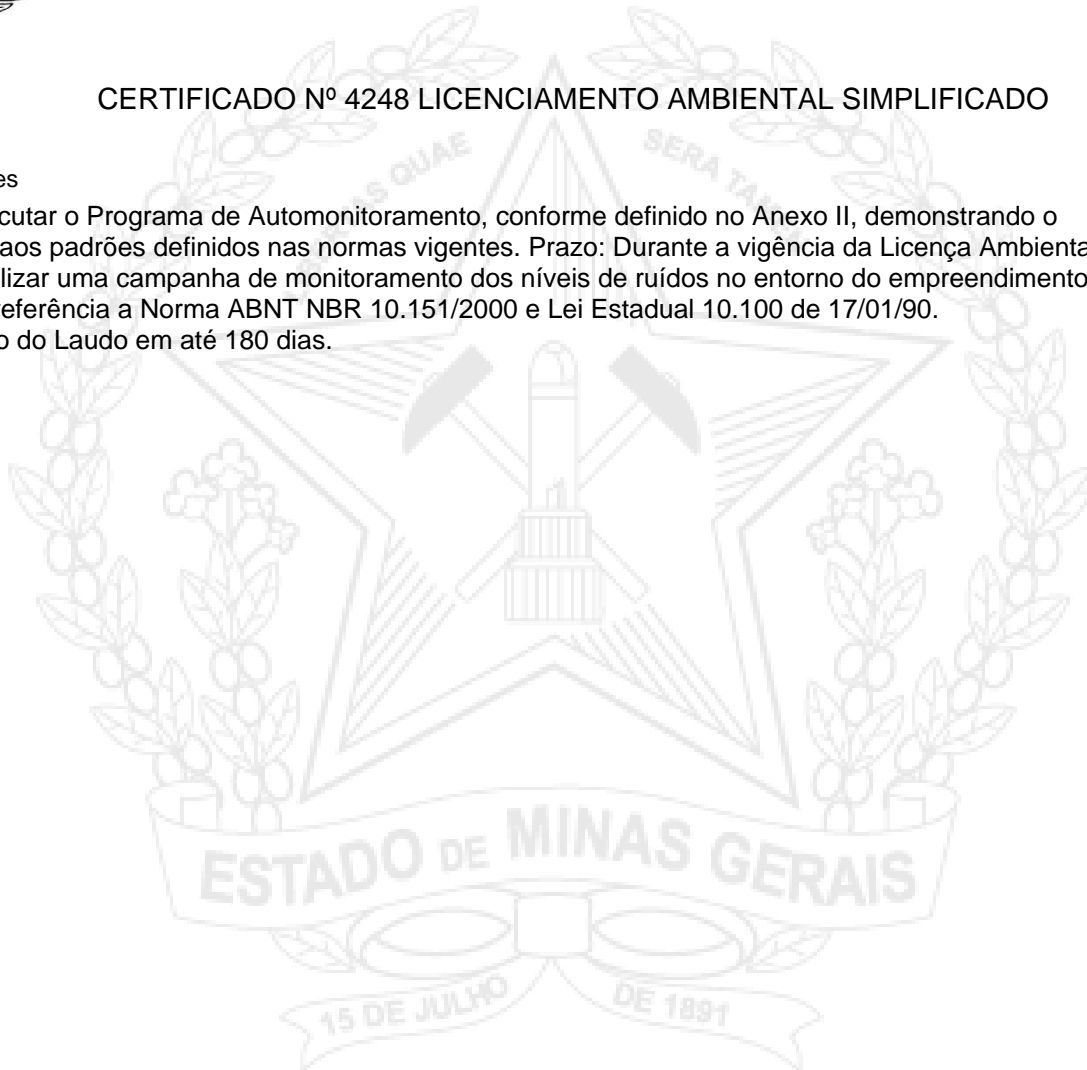 CERTIFICADO Nº 4248 LICENCIAMENTO AMBIENTAL SIMPLIFICADO
es
cutar o Programa de Automonitoramento, conforme definido no Anexo II, demonstrando o
aos padrões definidos nas normas vigentes. Prazo: Durante a vigência da Licença Ambienta
lizar uma campanha de monitoramento dos níveis de ruídos no entorno do empreendimento
referência a Norma ABNT NBR 10.151/2000 e Lei Estadual 10.100 de 17/01/90.
o do Laudo em até 180 dias.
QUAE SERA
ESTADO DE MINAS GERAIS
15 DE JULHO DE 1891